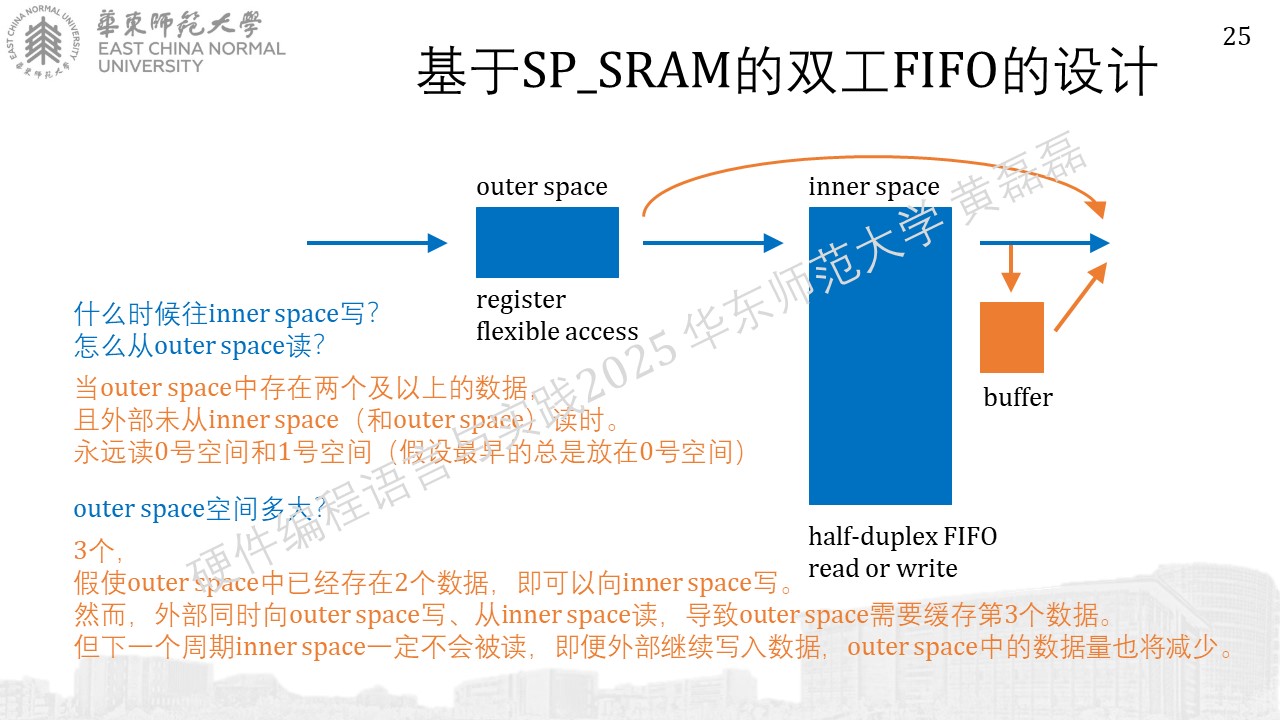 華東師范大學
EAST CHINA NORMAL
UNIVERSITY
25
基于SP_SRAM的双工FIFO的设计
outer space
inner space
register
flexible access
什么时候往inner space写?
怎么从outer space读?
buffer
当outer space中存在两个及以上的数据,
且外部未从inner space(和outer space)读时。
永远读0号空间和1号空间(假设最早的总是放在0号空间)
outer space空间多大?
half-duplex FIFO
read or write
3个,
假使outer space中已经存在2个数据,即可以向inner space写。
然而,外部同时向outer space写、从inner space读,导致outer space需要缓存第3个数据。
但下一个周期inner space一定不会被读,即便外部继续写入数据,outer space中的数据量也将减少。
硬件编程语言与实践2025 华东师范大学 黄磊磊
EAST CHINA NORMAL UNIVERSITY
華東師范大學